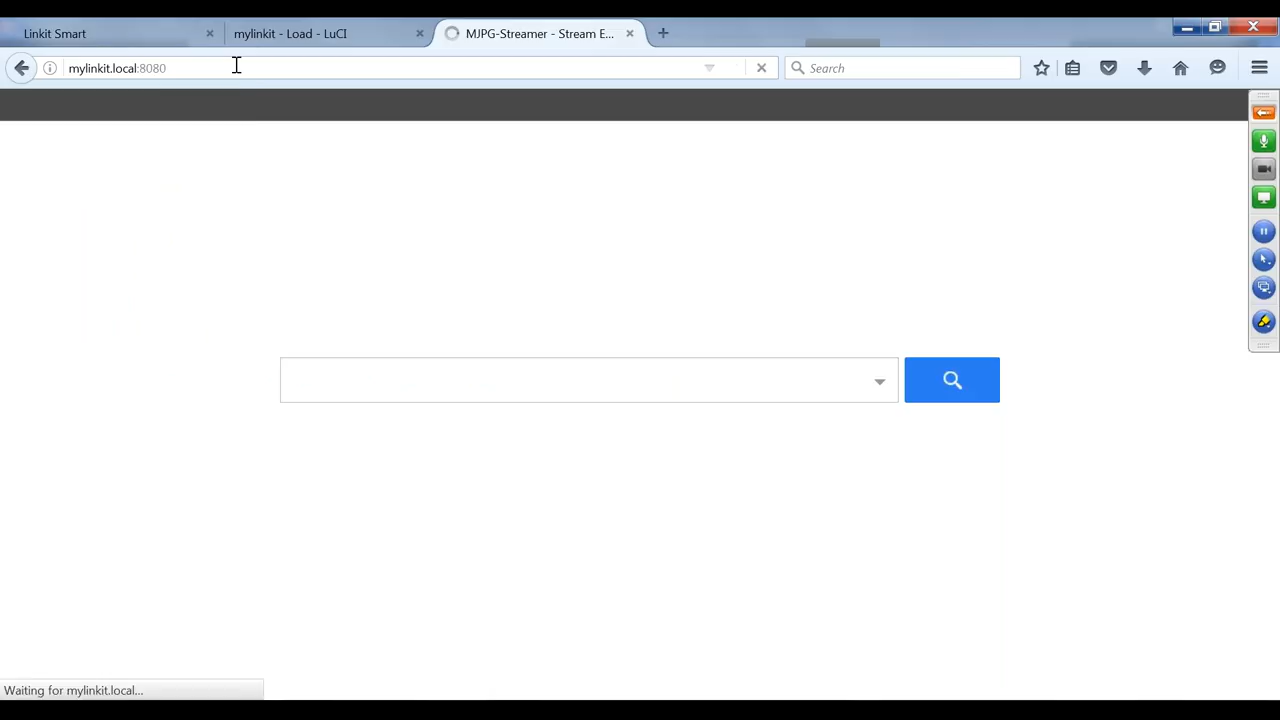 Linkit Smart
mylinkit - Load - LuCI
MJPG-Streamer - Stream E...
mylinkit.local:8080
Search
Waiting for mylinkit.local...